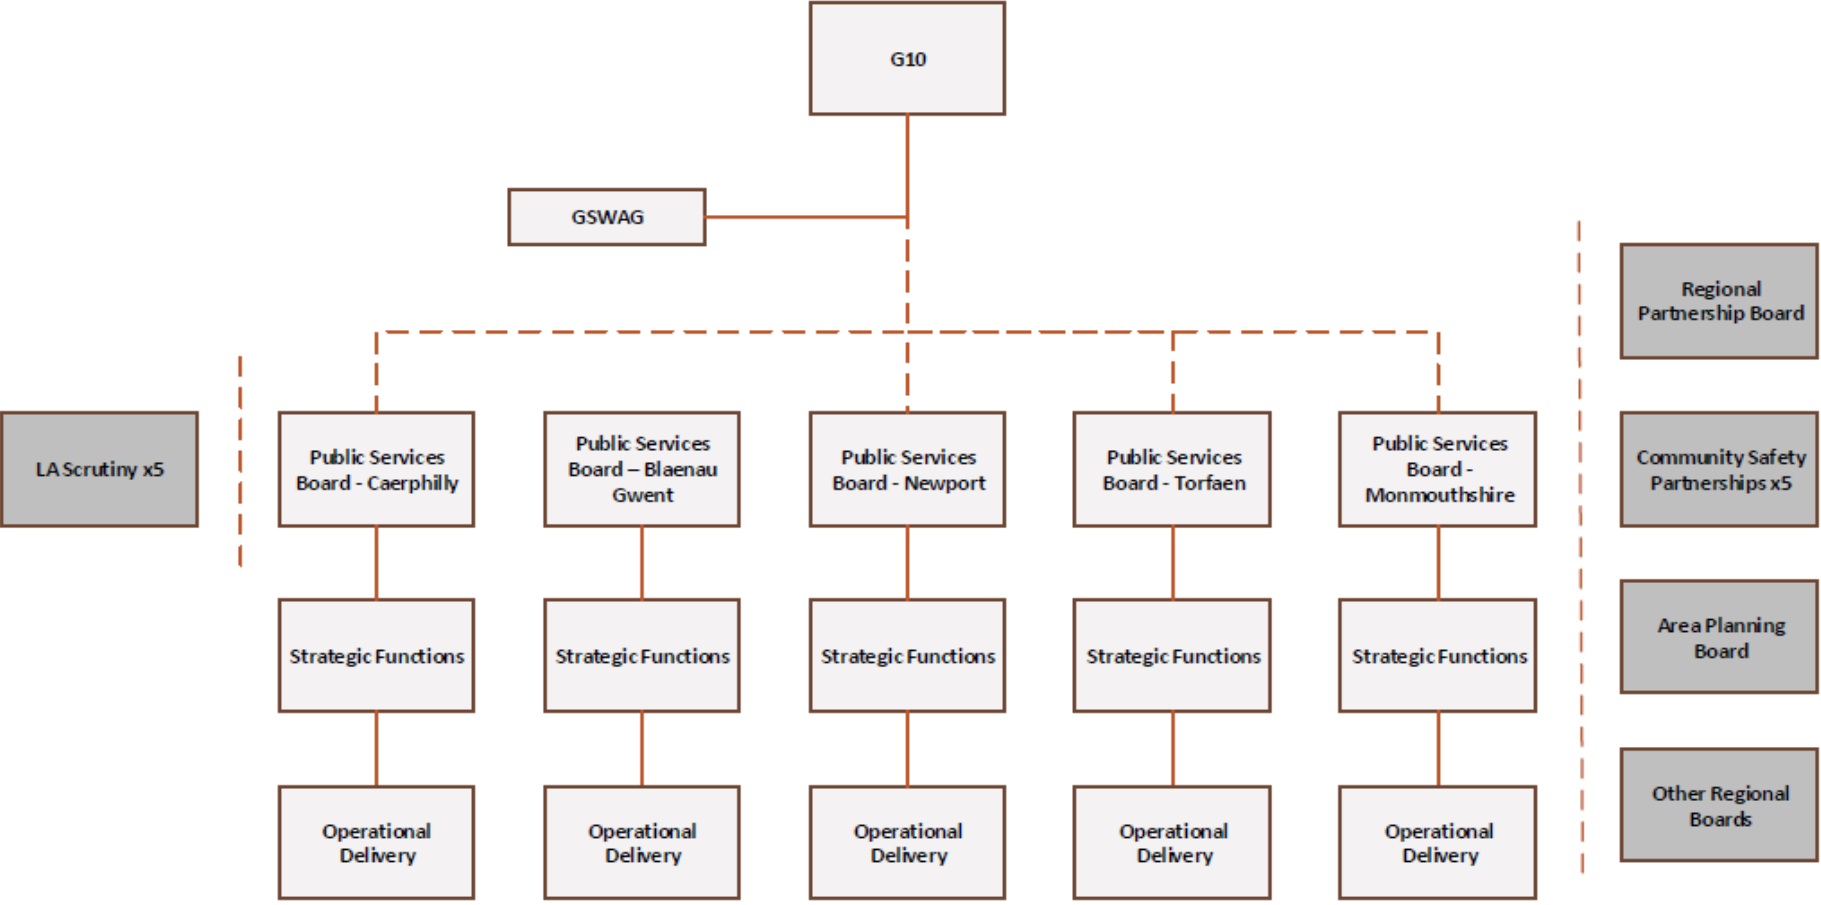 G10
GSWAG
Regional
Partnership Board
LA Scrutiny x5
Public Services
Board - Caerphilly
Public Services
Board – Blaenau
Gwent
Public Services
Board - Newport
Public Services
Board - Torfaen
Public Services
Board -
Monmouthshire
Community Safety
Partnerships x5
Strategic Functions
Strategic Functions
Strategic Functions
Strategic Functions
Strategic Functions
Area Planning
Board
Operational
Delivery
Operational
Delivery
Operational
Delivery
Operational
Delivery
Operational
Delivery
Other Regional
Boards